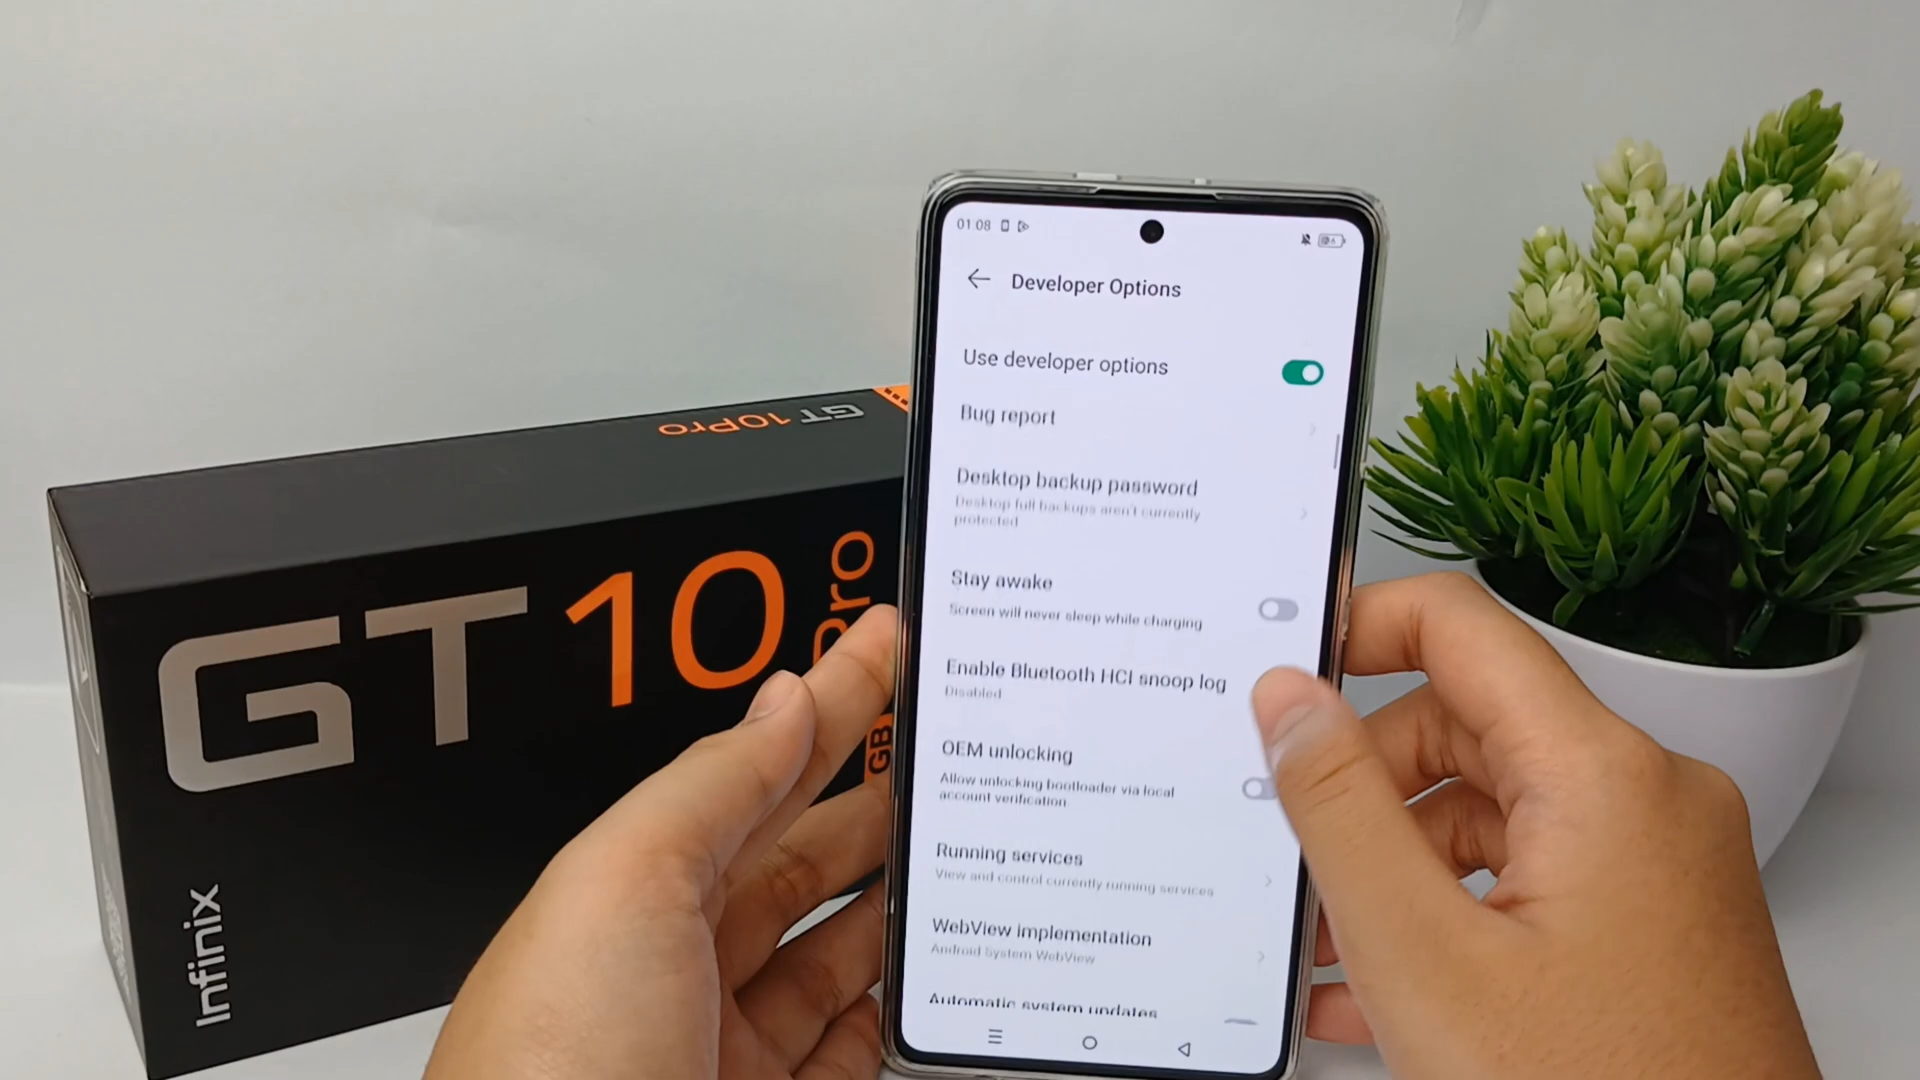 GT 10Pro
GT 10 Pro
GB
Infinix
01:08
Developer Options
Use developer options
Bug report
Desktop backup password
Desktop full backups aren't currently
protected
Stay awake
Screen will never sleep while charging
Enable Bluetooth HCI snoop log
Disabled
OEM unlocking
Allow unlocking bootloader via local
account verification
Running services
View and control currently running services
WebView implementation
Android System WebView
Automatic system updates